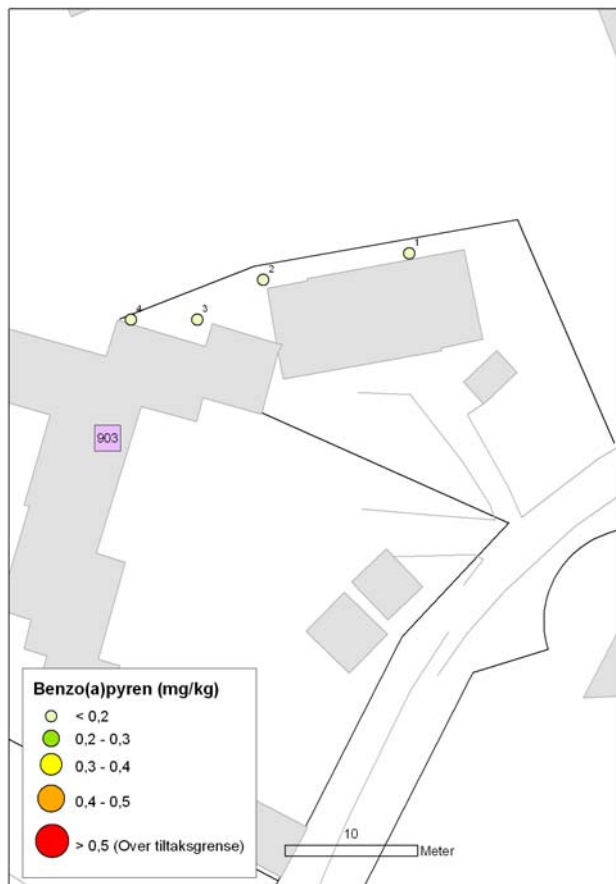 1
2
3
4
903
Benzo(a)pyren (mg/kg)
< 0,2
0,2 - 0,3
0,3 - 0,4
0,4 - 0,5
> 0,5 (Over tiltaksgrense)
10
Meter